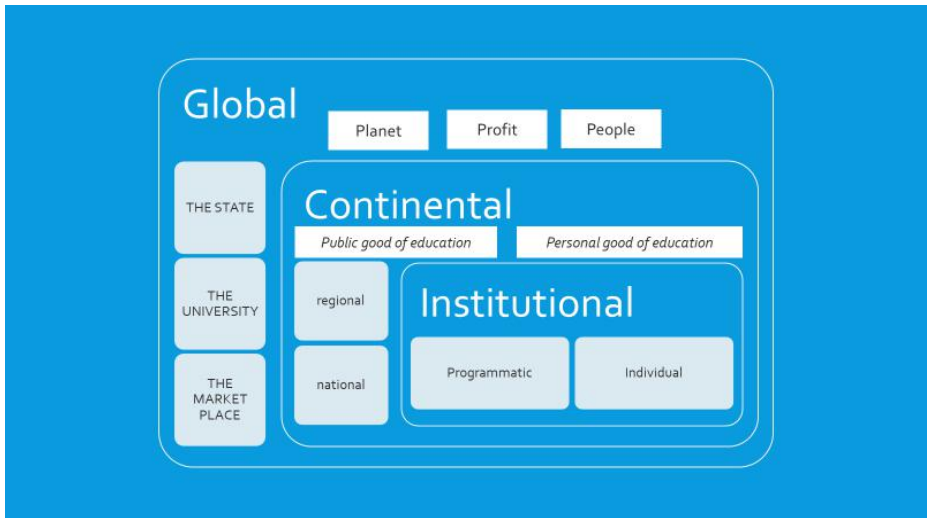 Global
Planet
Profit
People
THE STATE
THE
UNIVERSITY
THE
MARKET
PLACE
Continental
Public good of education
Personal good of education
regional
national
Institutional
Programmatic
Individual